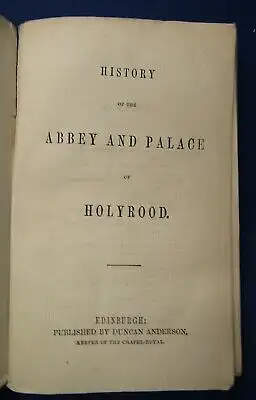 HISTORY
OF THE
ABBEY AND PALACE
OF
HOLYROOD.
EDINBURGH:
PUBLISHED BY DUNCAN ANDERSON,
KEEPER OF THE CHAPEL-ROYAL.